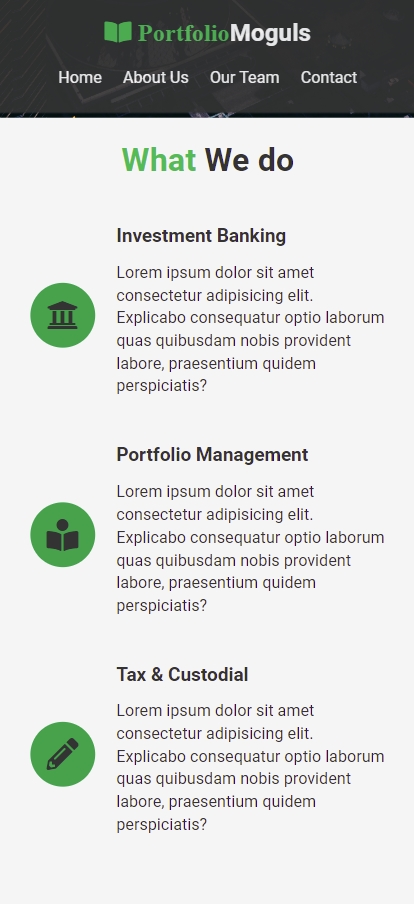 PortfolioMoguls
Home About Us Our Team Contact
What We do
Investment Banking
Lorem ipsum dolor sit amet
consectetur adipisicing elit.
Explicabo consequatur optio laborum
quas quibusdam nobis provident
labore, praesentium quidem
perspiciatis?
Portfolio Management
Lorem ipsum dolor sit amet
consectetur adipisicing elit.
Explicabo consequatur optio laborum
quas quibusdam nobis provident
labore, praesentium quidem
perspiciatis?
Tax & Custodial
Lorem ipsum dolor sit amet
consectetur adipisicing elit.
Explicabo consequatur optio laborum
quas quibusdam nobis provident
labore, praesentium quidem
perspiciatis?